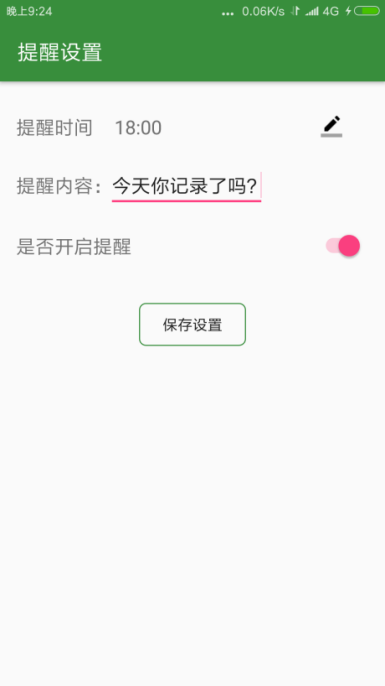 晚上9:24 ... 0.06K/s 4G
提醒设置
提醒时间 18:00
提醒内容：今天你记录了吗?
是否开启提醒
保存设置